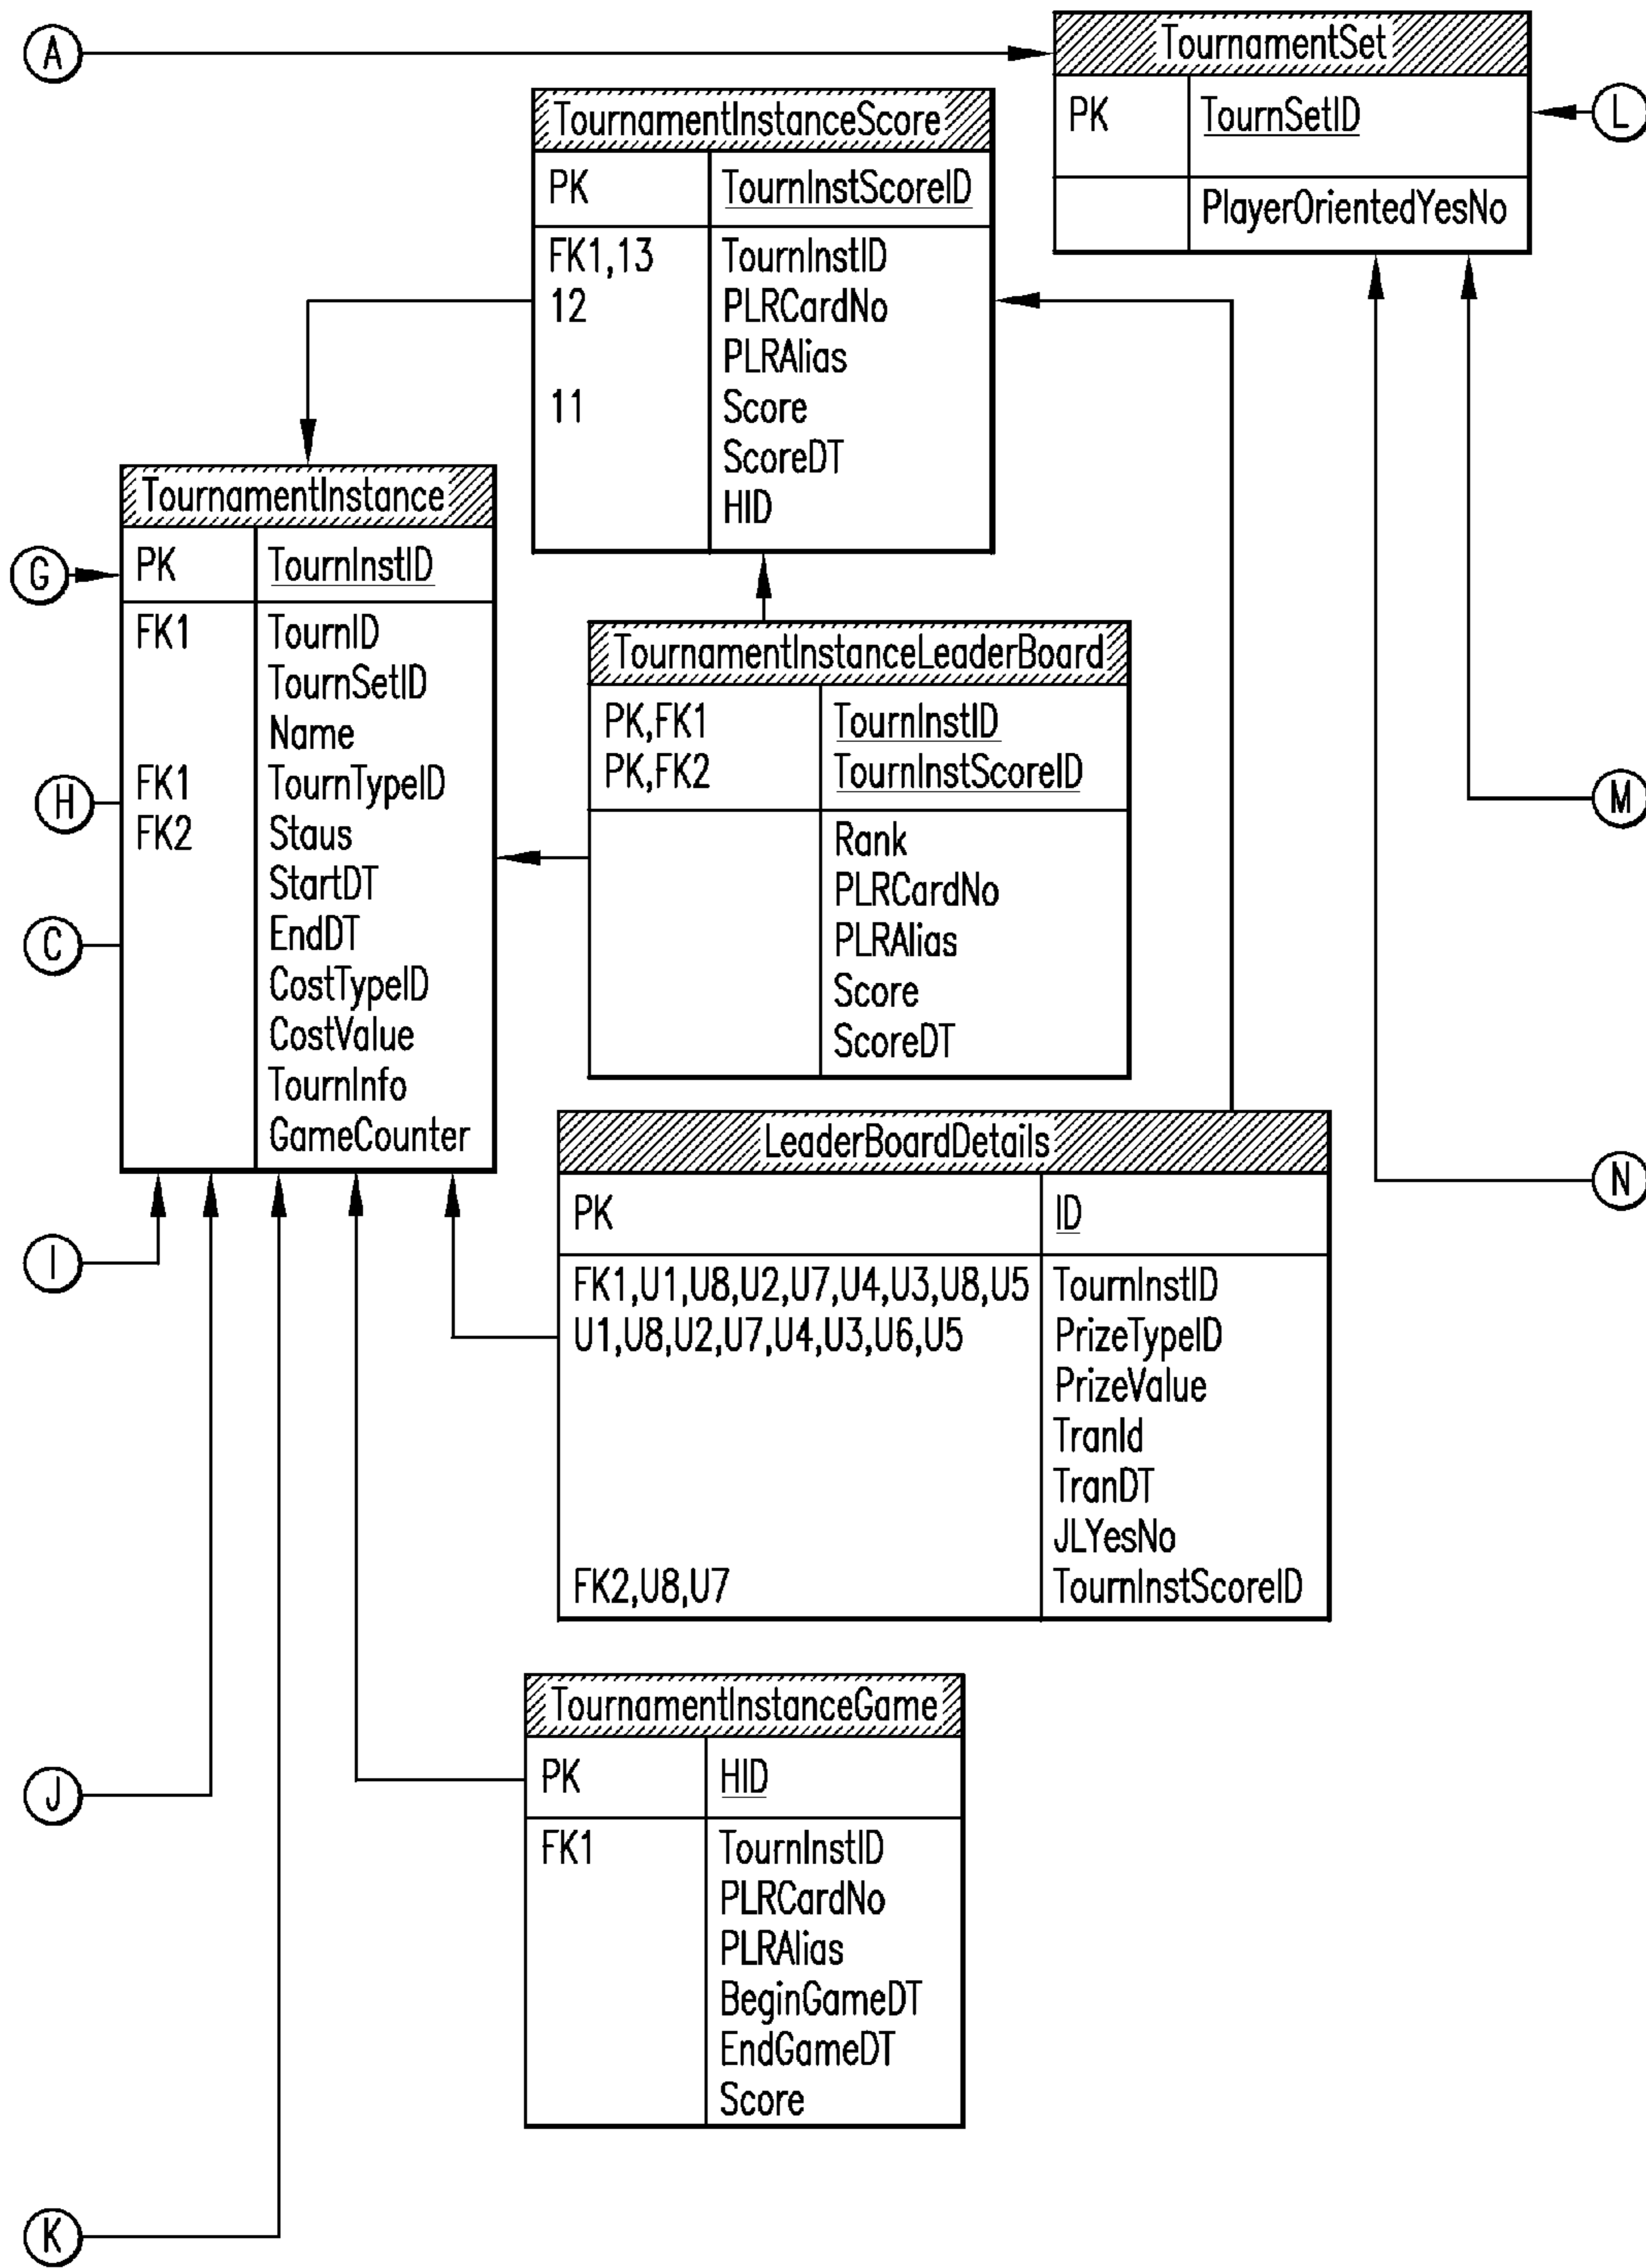 A
TournamentSet
PK TournSetID
PlayerOrientedYesNo
L
TournamentInstanceScore
PK TournInstScoreID
FK1,13 TournInstID
12 PLRCardNo
PLRAlias
11 Score
ScoreDT
HID
TournamentInstance
PK TournInstID
FK1 TournID
TournSetID
Name
FK1 TournTypeID
FK2 Staus
StartDT
EndDT
CostTypeID
CostValue
TournInfo
GameCounter
G
H
C
TournamentInstanceLeaderBoard
PK,FK1 TournInstID
PK,FK2 TournInstScoreID
Rank
PLRCardNo
PLRAlias
Score
ScoreDT
M
N
LeaderBoardDetails
PK ID
FK1,U1,U8,U2,U7,U4,U3,U8,U5 TournInstID
U1,U8,U2,U7,U4,U3,U6,U5 PrizeTypeID
PrizeValue
TranId
TranDT
JLYesNo
FK2,U8,U7 TournInstScoreID
I
TournamentInstanceGame
PK HID
FK1 TournInstID
PLRCardNo
PLRAlias
BeginGameDT
EndGameDT
Score
J
K